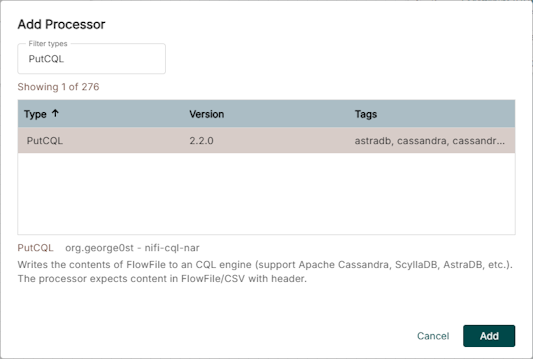 Add Processor
Filter types
PutCQL
Showing 1 of 276
Type ↑ Version Tags
PutCQL 2.2.0 astradb, cassandra, cassandr...
PutCQL org.george0st - nifi-cql-nar
Writes the contents of FlowFile to an CQL engine (support Apache Cassandra, ScyllaDB, AstraDB, etc.).
The processor expects content in FlowFile/CSV with header.
Cancel Add